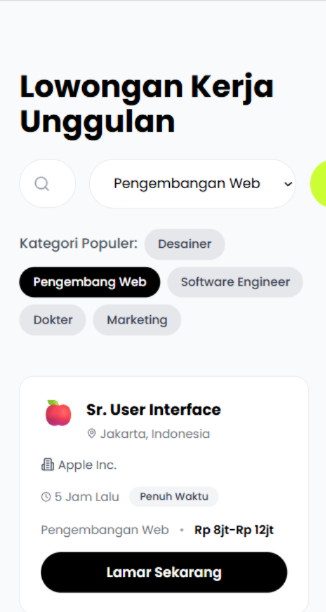 Lowongan Kerja
Unggulan
Pengembangan Web
Kategori Populer: Desainer
Pengembang Web Software Engineer
Dokter Marketing
Sr. User Interface
Jakarta, Indonesia
Apple Inc.
5 Jam Lalu Penuh Waktu
Pengembangan Web • Rp 8jt-Rp 12jt
Lamar Sekarang